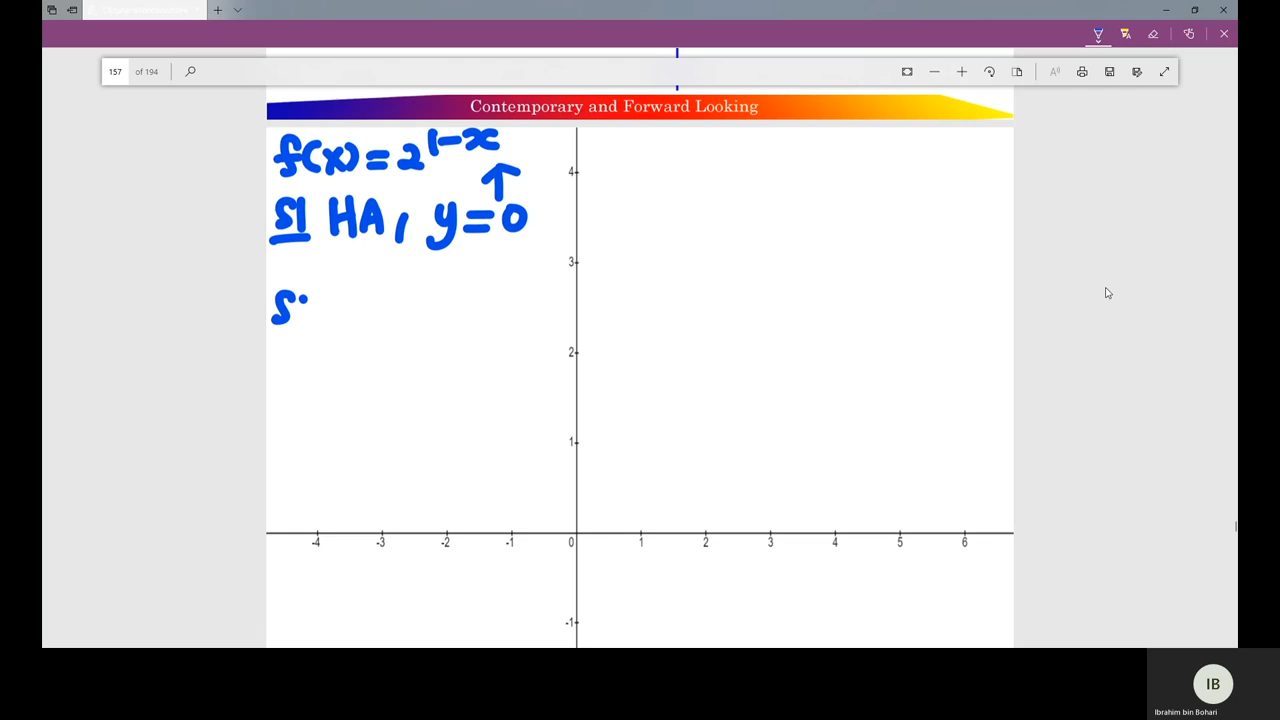 157 of 194
Contemporary and Forward Looking
f(x) = 2^{1-x}
S1 HA, y = 0
S
4
3
2
1
-4 -3 -2 -1 0 1 2 3 4 5 6
-1
IB
Ibrahim bin Bohari